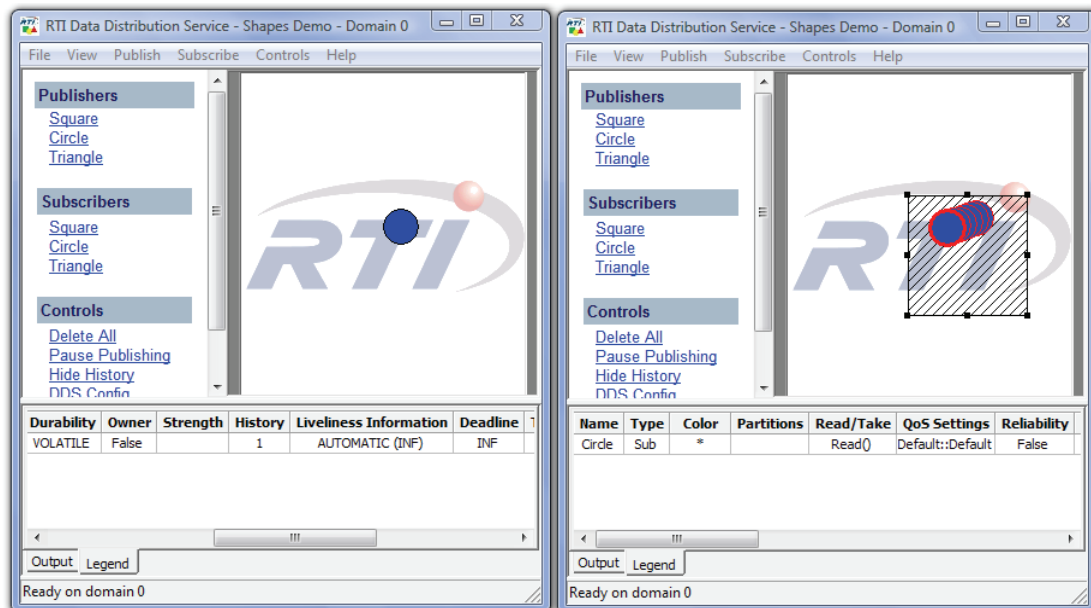 RTI Data Distribution Service - Shapes Demo - Domain 0
File View Publish Subscribe Controls Help
Publishers
Square
Circle
Triangle
Subscribers
Square
Circle
Triangle
Controls
Delete All
Pause Publishing
Hide History
DDS Config
RTI
Durability Owner Strength History Liveliness Information Deadline
VOLATILE False 1 AUTOMATIC (INF) INF
Output Legend
Ready on domain 0
RTI Data Distribution Service - Shapes Demo - Domain 0
File View Publish Subscribe Controls Help
Publishers
Square
Circle
Triangle
Subscribers
Square
Circle
Triangle
Controls
Delete All
Pause Publishing
Hide History
DDS Config
RTI
Name Type Color Partitions Read/Take QoS Settings Reliability
Circle Sub * Read() Default::Default False
Output Legend
Ready on domain 0